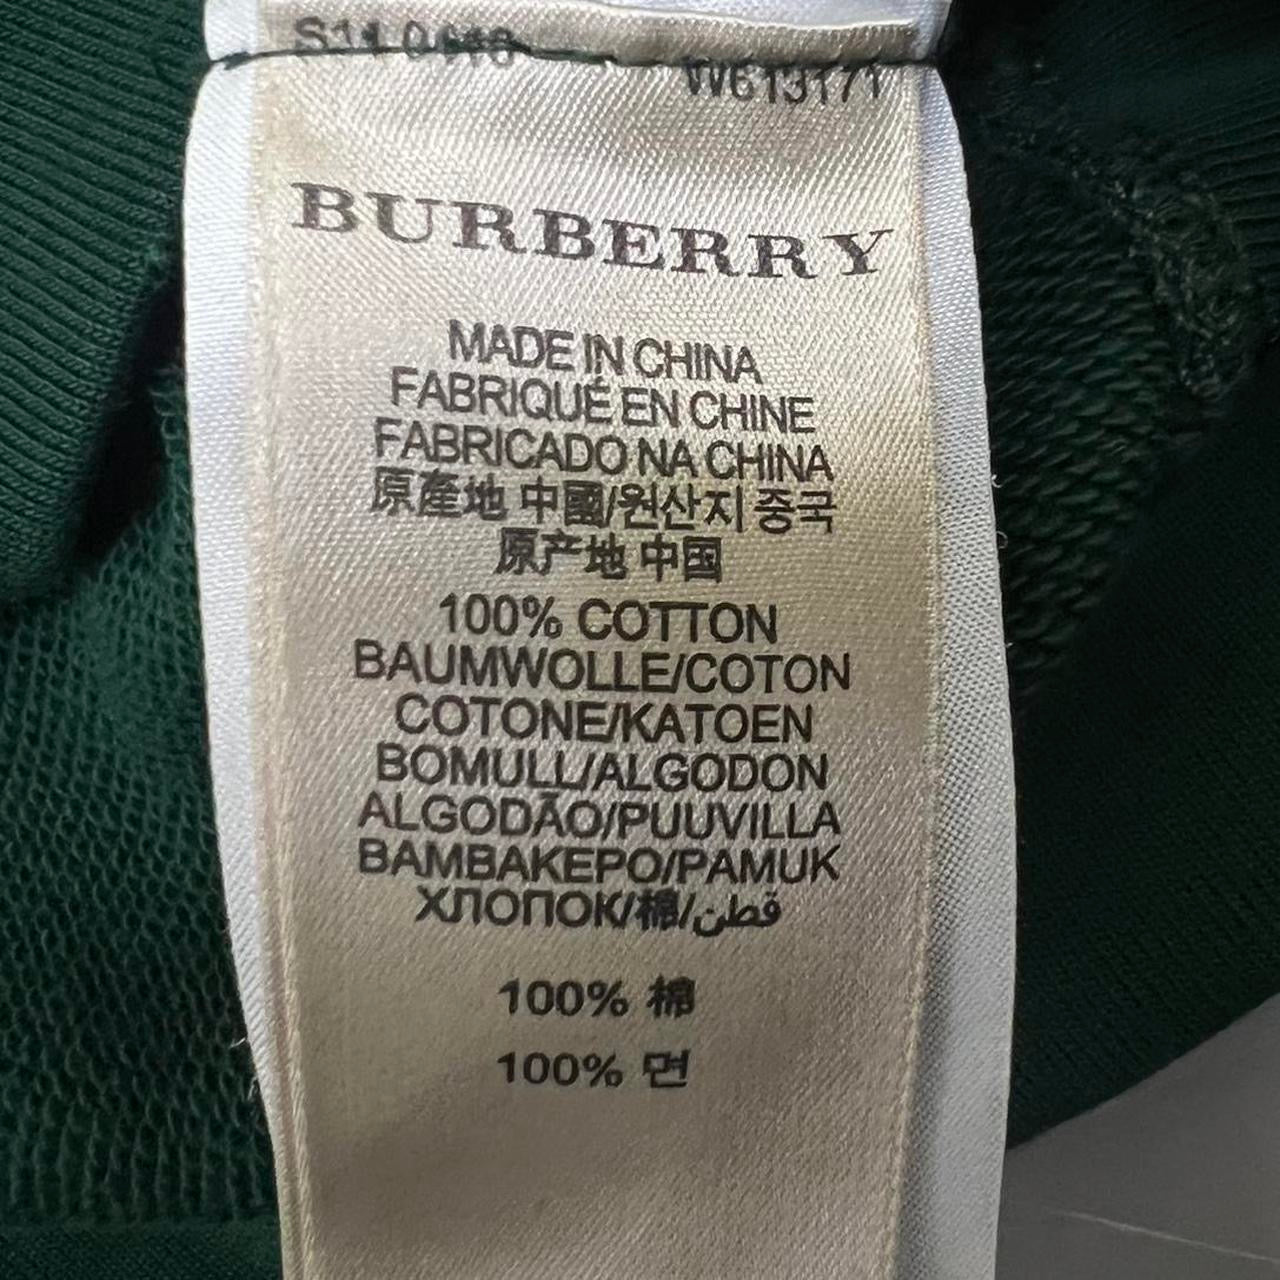 W613171
BURBERRY
MADE IN CHINA
FABRIQUÉ EN CHINE
FABRICADO NA CHINA
原產地 中國/원산지 중국
原产地 中国
100% COTTON
BAUMWOLLE/COTON
COTONE/KATOEN
BOMULL/ALGODON
ALGODÃO/PUUVILLA
BAMBAKEPO/PAMUK
ХЛОПОК/棉/قطن
100% 棉
100% 면